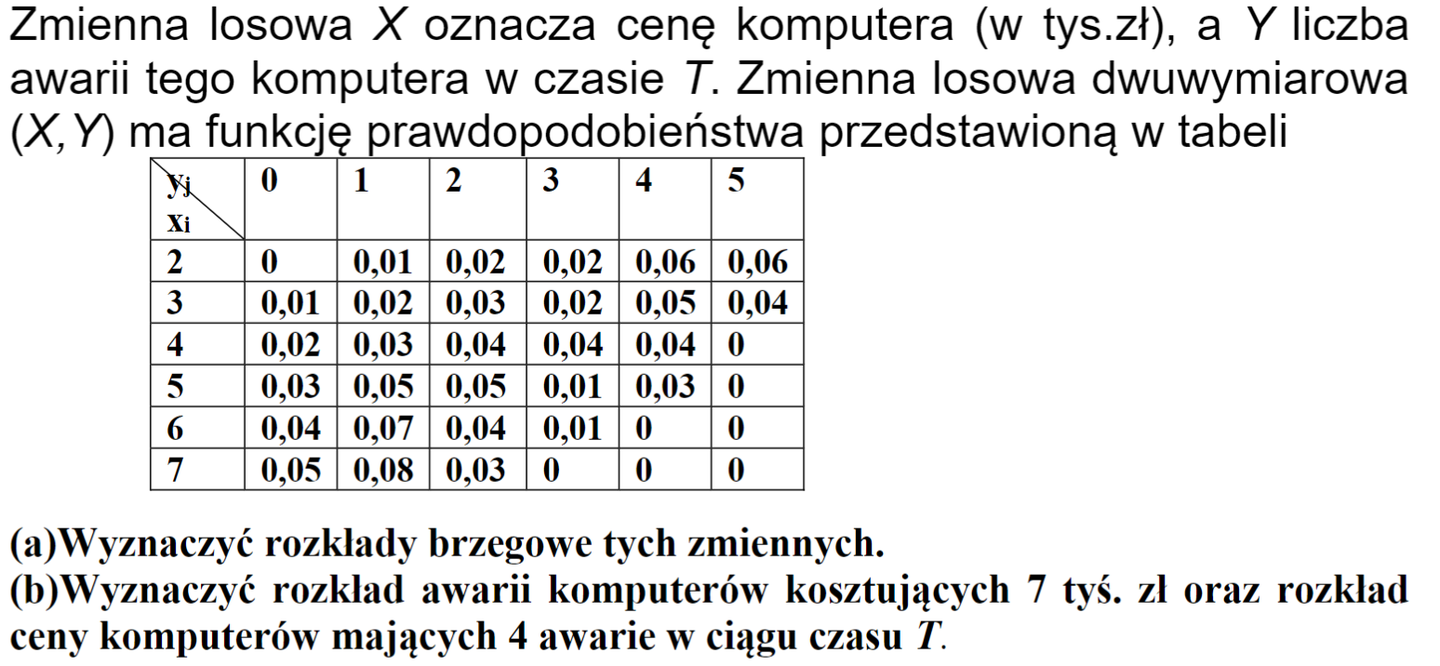 Zmienna losowa X oznacza cenę komputera (w tys.zł), a Y liczba
awarii tego komputera w czasie T. Zmienna losowa dwuwymiarowa
(X,Y) ma funkcję prawdopodobieństwa przedstawioną w tabeli
yj xi 0 1 2 3 4 5
2 0 0,01 0,02 0,02 0,06 0,06
3 0,01 0,02 0,03 0,02 0,05 0,04
4 0,02 0,03 0,04 0,04 0,04 0
5 0,03 0,05 0,05 0,01 0,03 0
6 0,04 0,07 0,04 0,01 0 0
7 0,05 0,08 0,03 0 0 0
(a)Wyznaczyć rozkłady brzegowe tych zmiennych.
(b)Wyznaczyć rozkład awarii komputerów kosztujących 7 tyś. zł oraz rozkład
ceny komputerów mających 4 awarie w ciągu czasu T.